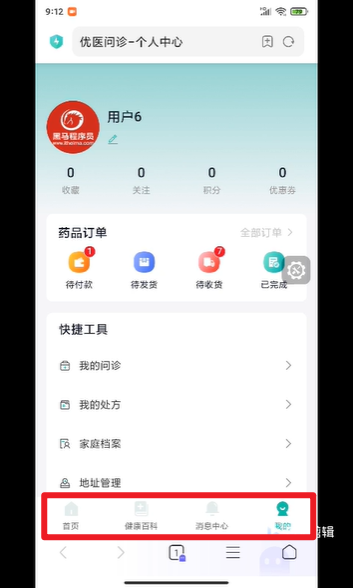 9:12
优医问诊-个人中心
黑马程序员
www.itheima.com
用户6
0 0 0 0
收藏 关注 积分 优惠券
药品订单 全部订单
1 7
待付款 待发货 待收货 已完成
快捷工具
我的问诊
我的处方
家庭档案
地址管理
首页 健康百科 消息中心 我的
剪辑
1